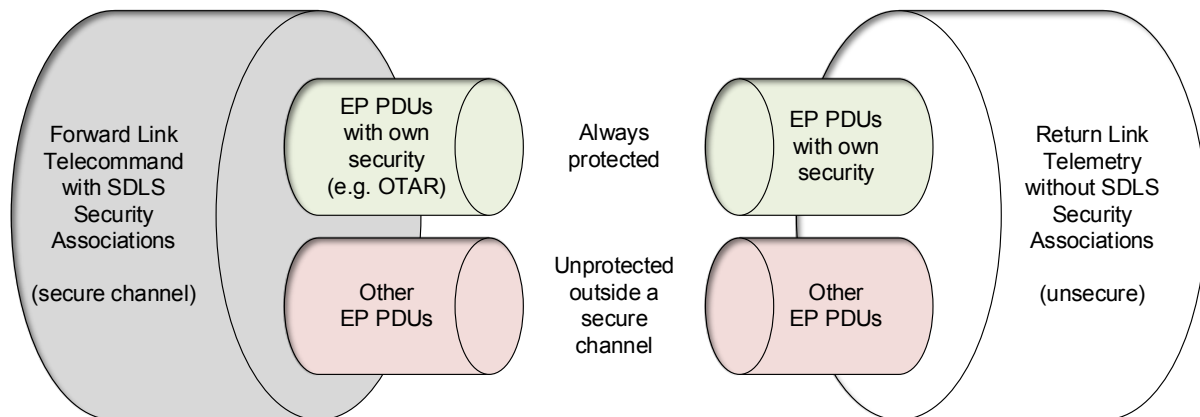 Forward Link
Telecommand
with SDLS
Security
Associations
(secure channel)
EP PDUs
with own
security
(e.g. OTAR)
Other
EP PDUs
Always
protected
Unprotected
outside a
secure
channel
EP PDUs
with own
security
Other
EP PDUs
Return Link
Telemetry
without SDLS
Security
Associations
(unsecure)